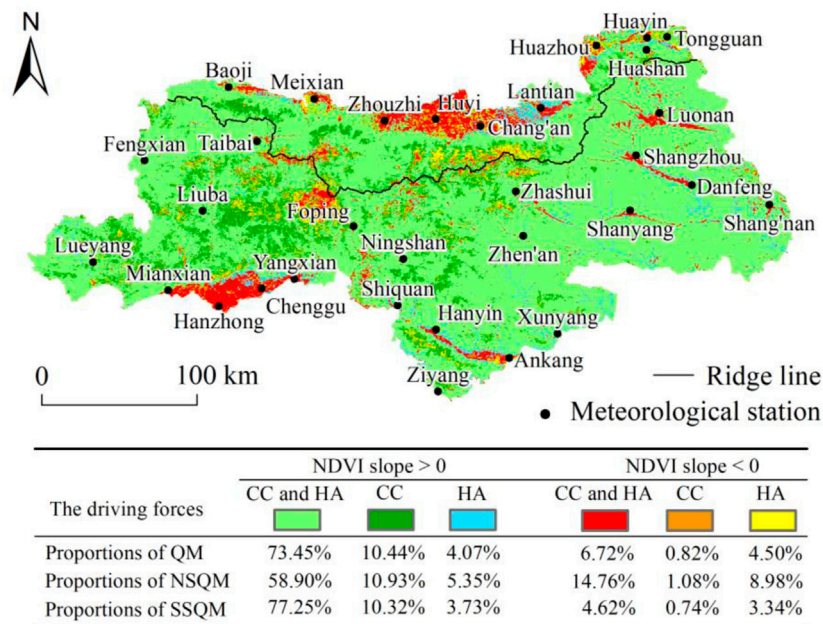 N
Huayin
Tongguan
Huazhou
Huashan
Baoji
Meixian
Lantian
Zhouzhi
Huyi
Chang'an
Luonan
Fengxian
Taibai
Shangzhou
Liuba
Zhashui
Danfeng
Foping
Shanyang
Shang'nan
Lueyang
Ningshan
Zhen'an
Mianxian
Yangxian
Shiquan
Chenggu
Hanzhong
Hanyin
Xunyang
Ankang
Ziyang
0 100 km
Ridge line
Meteorological station
NDVI slope > 0 NDVI slope < 0
The driving forces CC and HA CC HA CC and HA CC HA
Proportions of QM 73.45% 10.44% 4.07% 6.72% 0.82% 4.50%
Proportions of NSQM 58.90% 10.93% 5.35% 14.76% 1.08% 8.98%
Proportions of SSQM 77.25% 10.32% 3.73% 4.62% 0.74% 3.34%